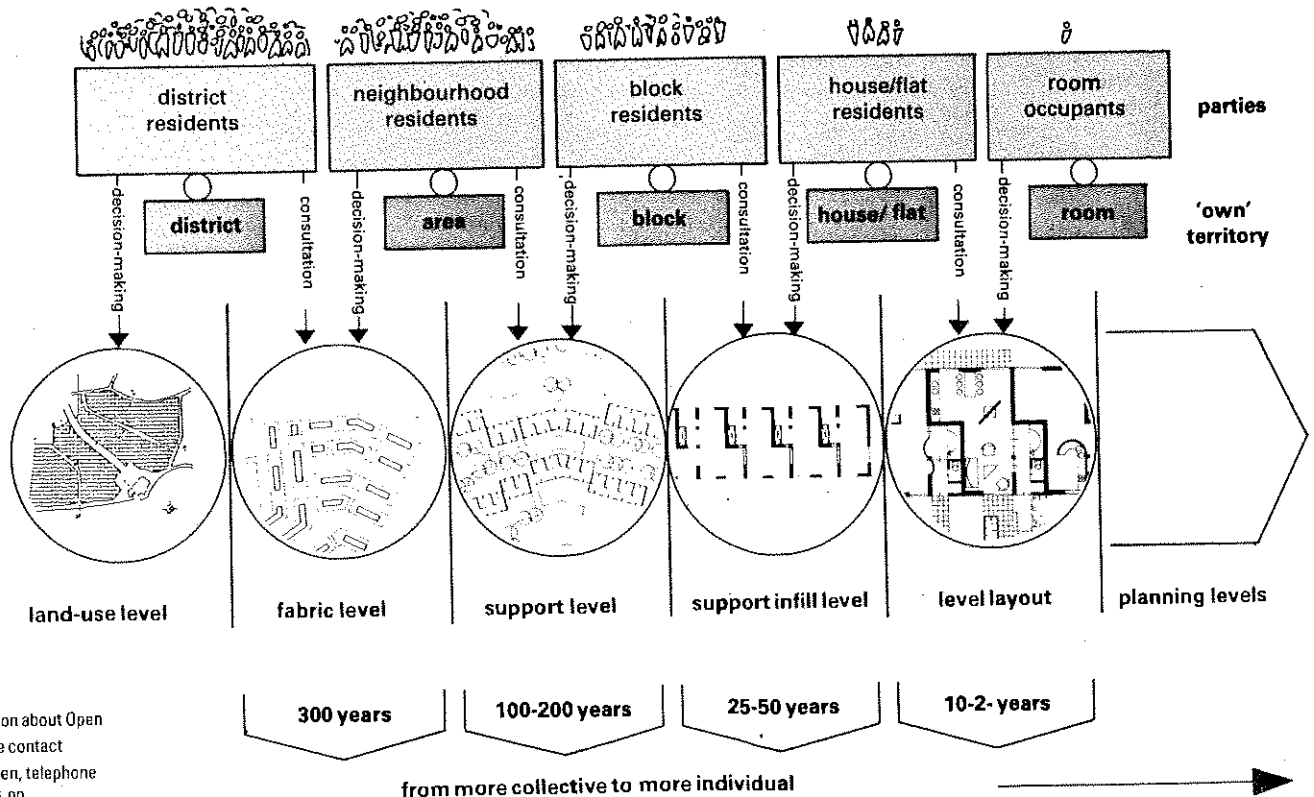 district
residents
neighbourhood
residents
block
residents
house/flat
residents
room
occupants
parties
decision-making
district
consultation
decision-making
area
consultation
decision-making
block
consultation
decision-making
house/ flat
consultation
decision-making
room
'own'
territory
land-use level
fabric level
support level
support infill level
level layout
planning levels
300 years
100-200 years
25-50 years
10-2- years
on about Open
e contact
en, telephone
from more collective to more individual